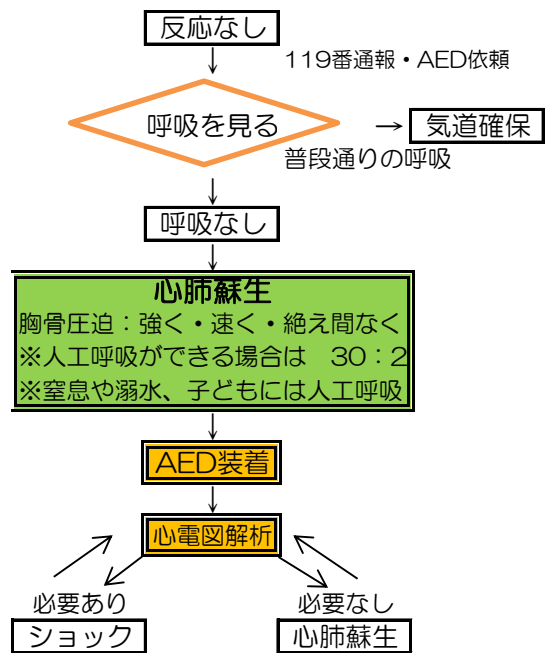 反応なし
119番通報・AED依頼
呼吸を見る
→ 気道確保
普段通りの呼吸
呼吸なし
心肺蘇生
胸骨圧迫：強く・速く・絶え間なく
※人工呼吸ができる場合は　30：2
※窒息や溺水、子どもには人工呼吸
AED装着
心電図解析
必要あり
ショック
必要なし
心肺蘇生